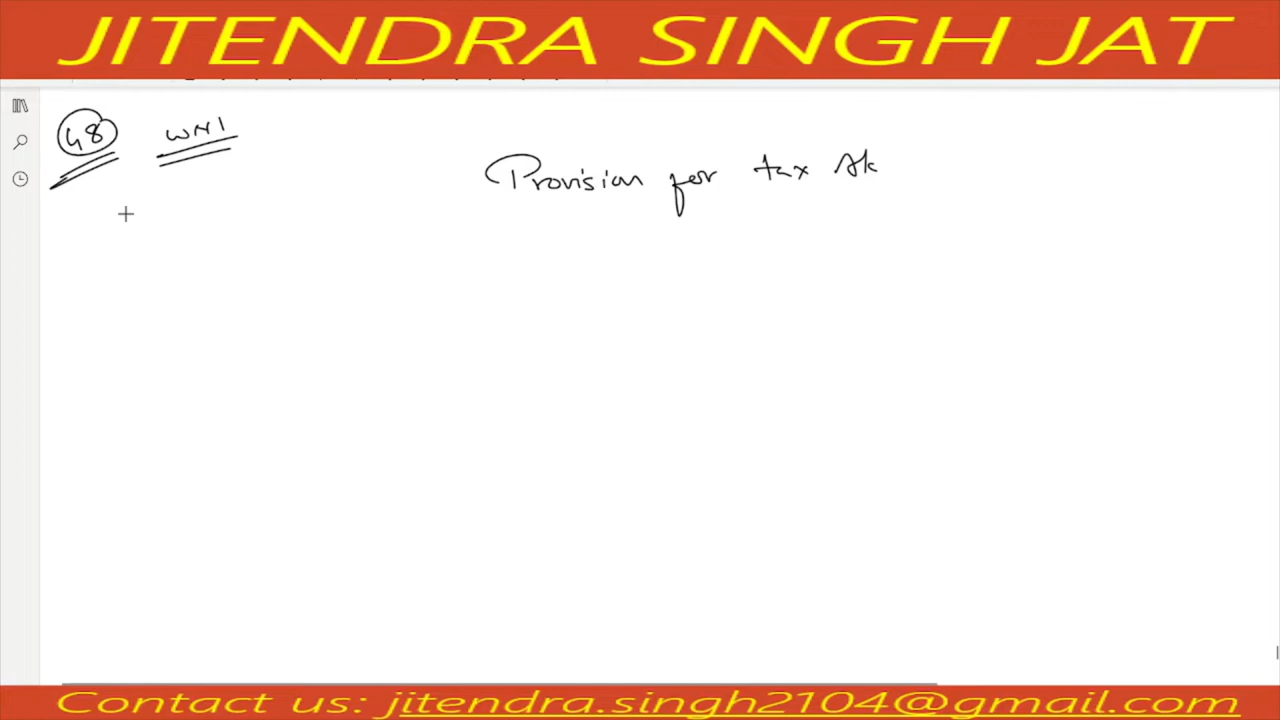 JITENDRA SINGH JAT
48 WN1
Provision for tax A/c
Contact us: jitendra.singh2104@gmail.com